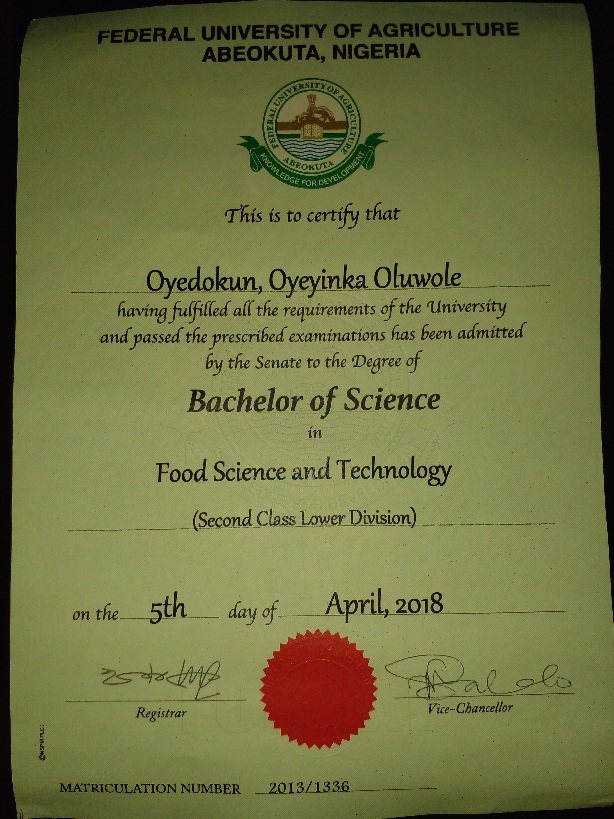 FEDERAL UNIVERSITY OF AGRICULTURE
ABEOKUTA, NIGERIA
FEDERAL UNIVERSITY OF AGRICULTURE
ABEOKUTA
KNOWLEDGE FOR DEVELOPMENT
This is to certify that
Oyedokun, Oyeyinka Oluwole
having fulfilled all the requirements of the University
and passed the prescribed examinations has been admitted
by the Senate to the Degree of
Bachelor of Science
in
Food Science and Technology
(Second Class Lower Division)
on the 5th day of April, 2018
Registrar
Vice-Chancellor
MATRICULATION NUMBER 2013/1336